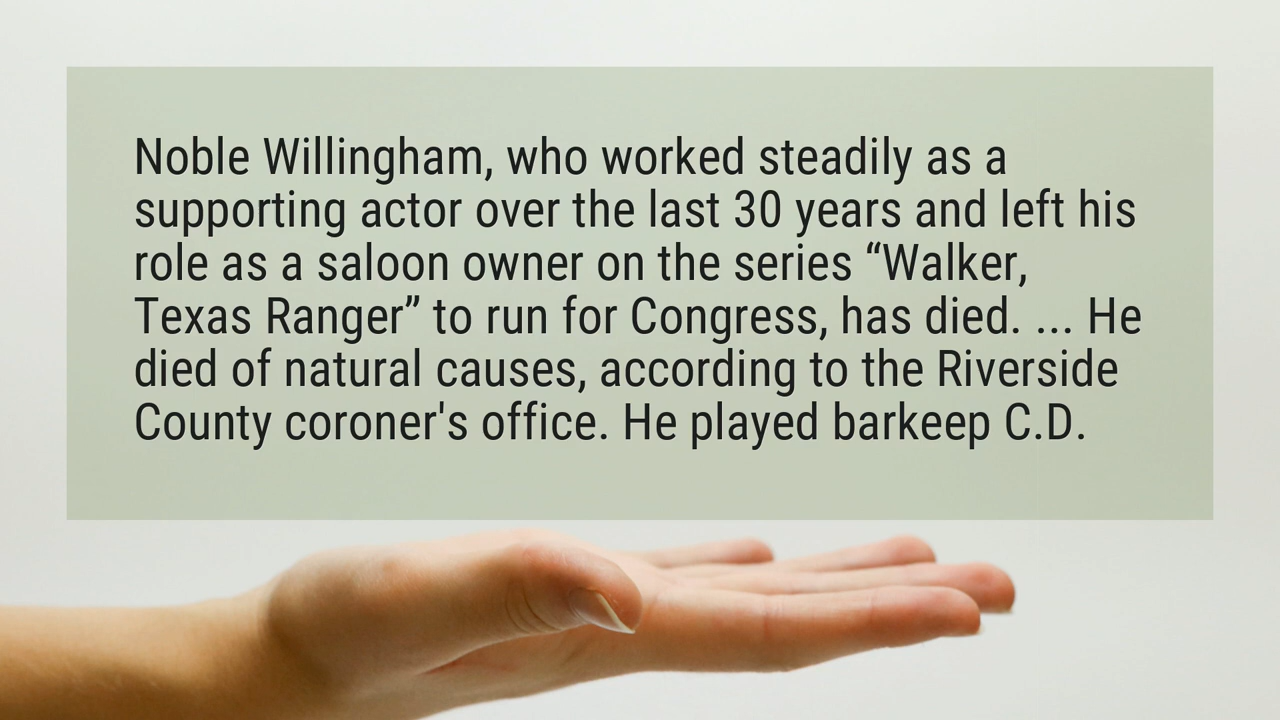 Noble Willingham, who worked steadily as a
supporting actor over the last 30 years and left his
role as a saloon owner on the series “Walker,
Texas Ranger” to run for Congress, has died. ... He
died of natural causes, according to the Riverside
County coroner's office. He played barkeep C.D.